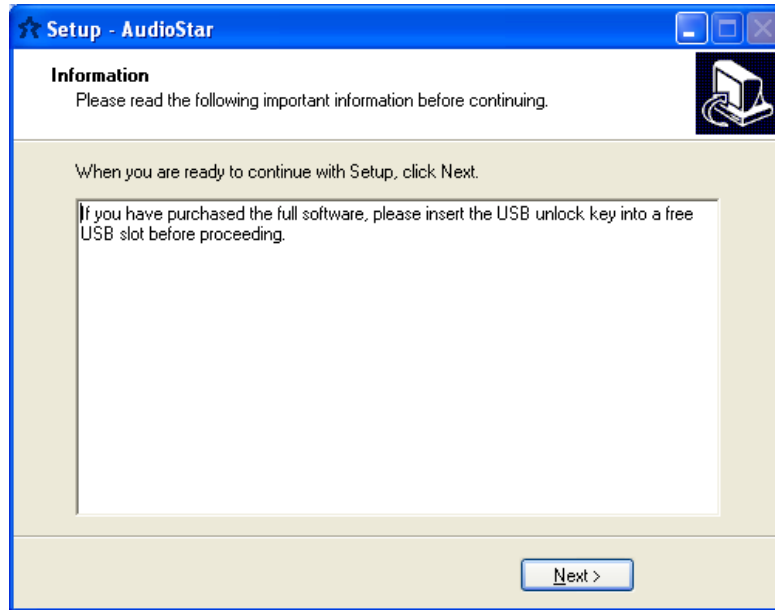 Setup - AudioStar
Information
Please read the following important information before continuing.
When you are ready to continue with Setup, click Next.
If you have purchased the full software, please insert the USB unlock key into a free
USB slot before proceeding.
Next >